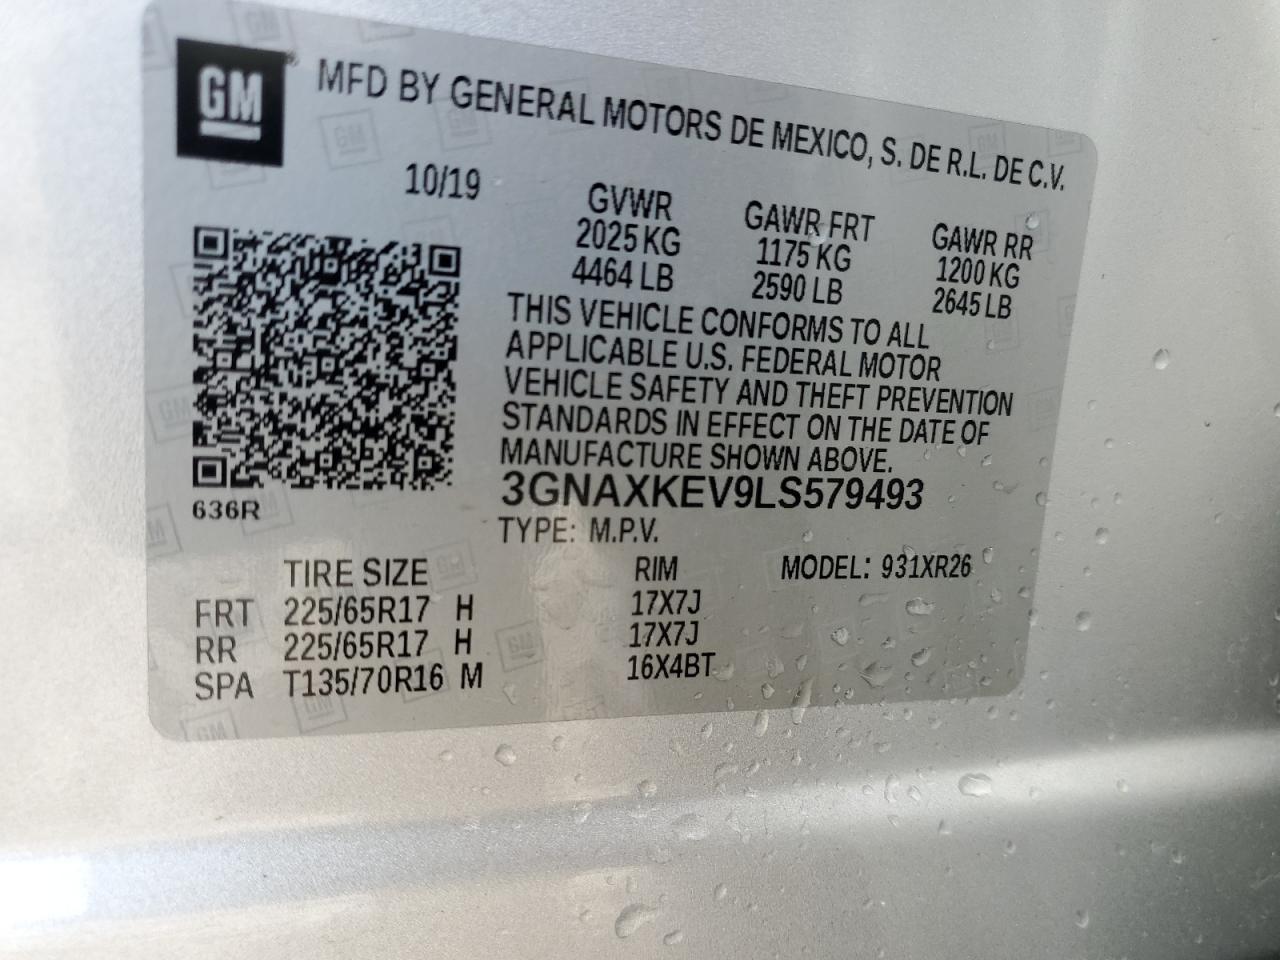 GM
MFD BY GENERAL MOTORS DE MEXICO, S. DE R.L. DE C.V.
10/19
GVWR GAWR FRT GAWR RR
2025 KG 1175 KG 1200 KG
4464 LB 2590 LB 2645 LB
THIS VEHICLE CONFORMS TO ALL
APPLICABLE U.S. FEDERAL MOTOR
VEHICLE SAFETY AND THEFT PREVENTION
STANDARDS IN EFFECT ON THE DATE OF
MANUFACTURE SHOWN ABOVE.
3GNAXKEV9LS579493
636R
TYPE: M.P.V.
TIRE SIZE RIM MODEL: 931XR26
FRT 225/65R17 H 17X7J
RR 225/65R17 H 17X7J
SPA T135/70R16 M 16X4BT